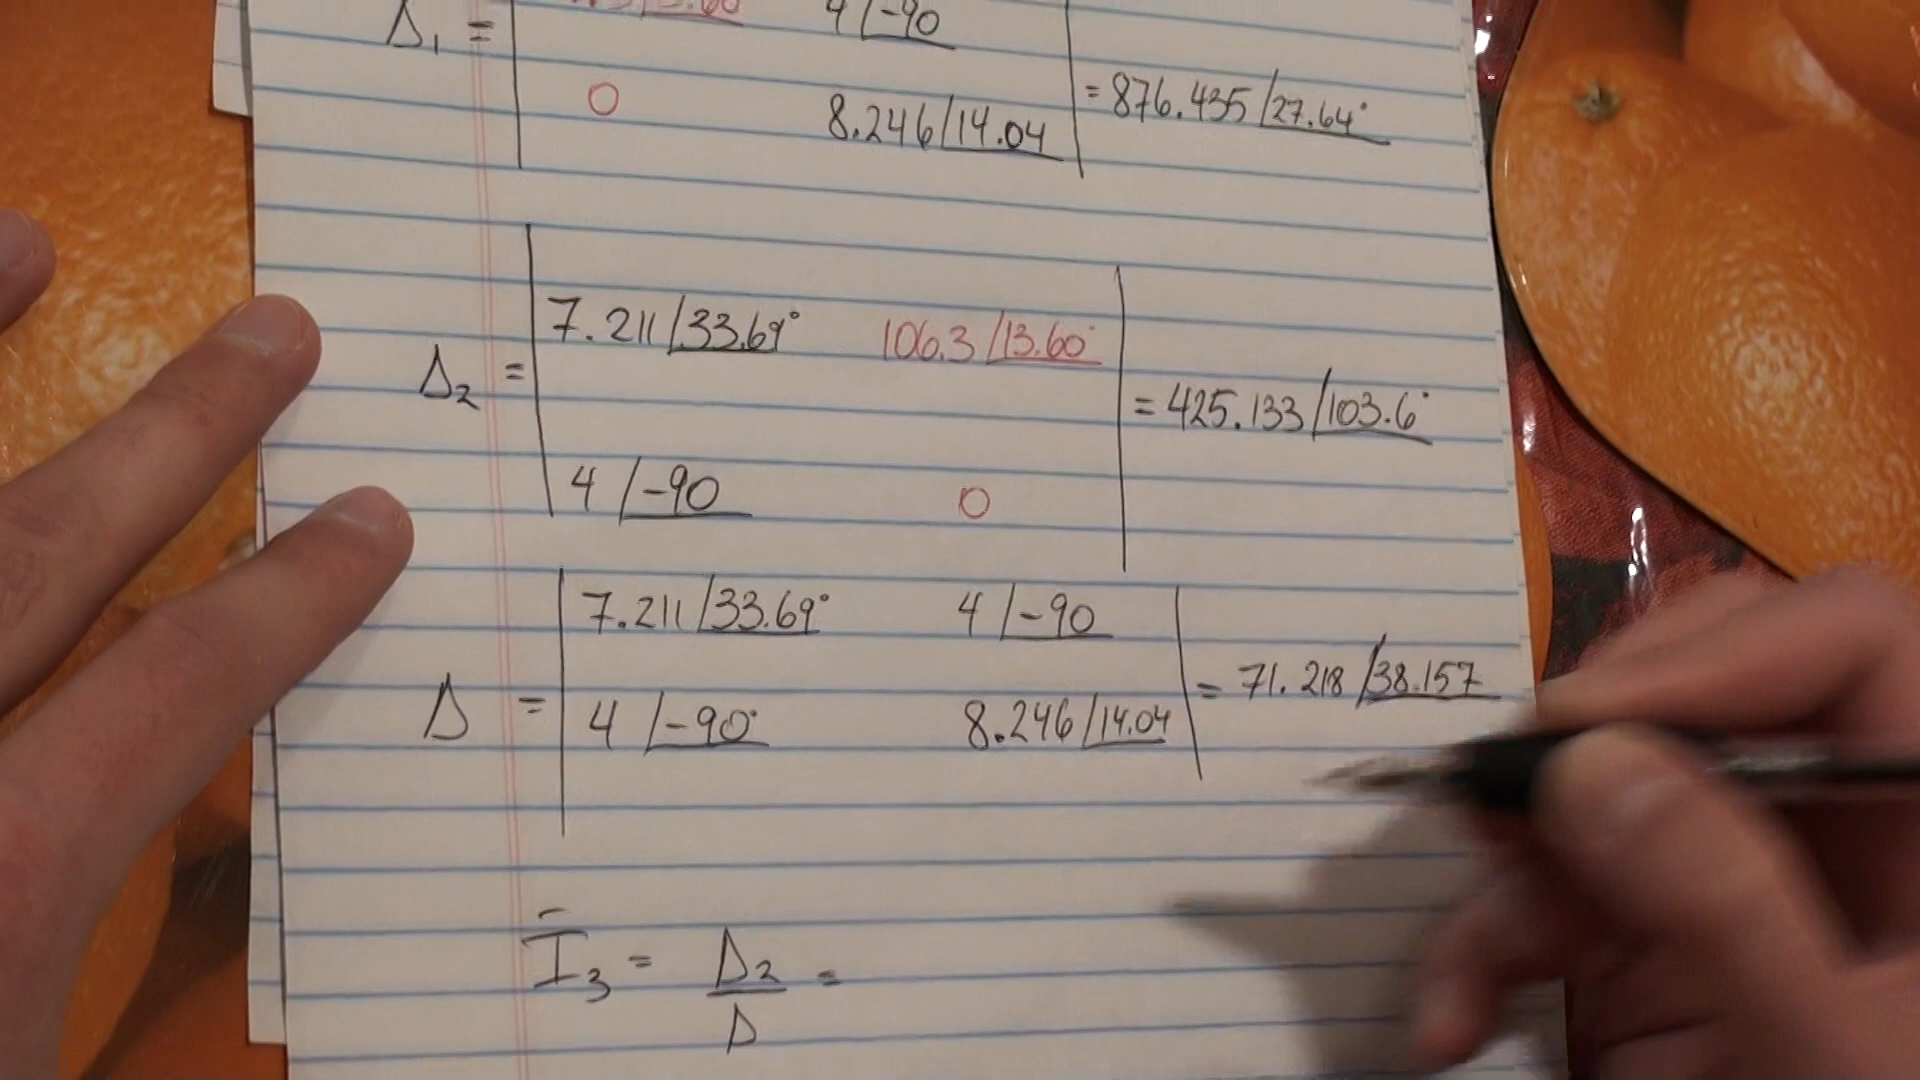 4 /-90
Δ₁ =
0 8.246 /14.04 = 876.435 /27.64°
7.211 /33.69° 106.3 /13.60°
Δ₂ = = 425.133 /103.6°
4 /-90 0
7.211 /33.69° 4 /-90
Δ = = 71.218 /38.157
4 /-90° 8.246 /14.04
I₃ = Δ₂/Δ =